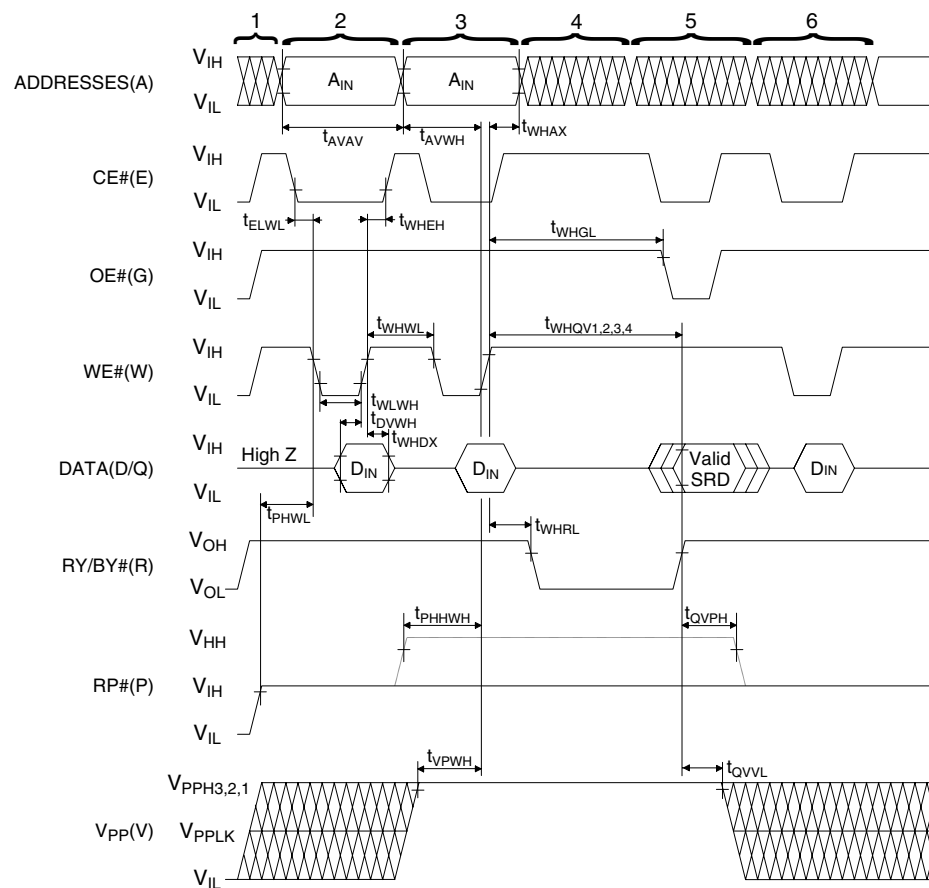 1 2 3 4 5 6
VIH
ADDRESSES(A)
AIN AIN
VIL
tAVAV tAVWH tWHAX
VIH
CE#(E)
VIL
tELWL tWHEH
tWHGL
VIH
OE#(G)
VIL
tWHWL tWHQV1,2,3,4
VIH
WE#(W)
VIL
tWLWH
tDVWH
tWHDX
VIH
High Z
DATA(D/Q)
DIN DIN Valid SRD DIN
VIL
tPHWL
tWHRL
VOH
RY/BY#(R)
VOL
tPHHWH tQVPH
VHH
RP#(P)
VIH
VIL
tVPWH tQVVL
VPPH3,2,1
VPP(V)
VPPLK
VIL